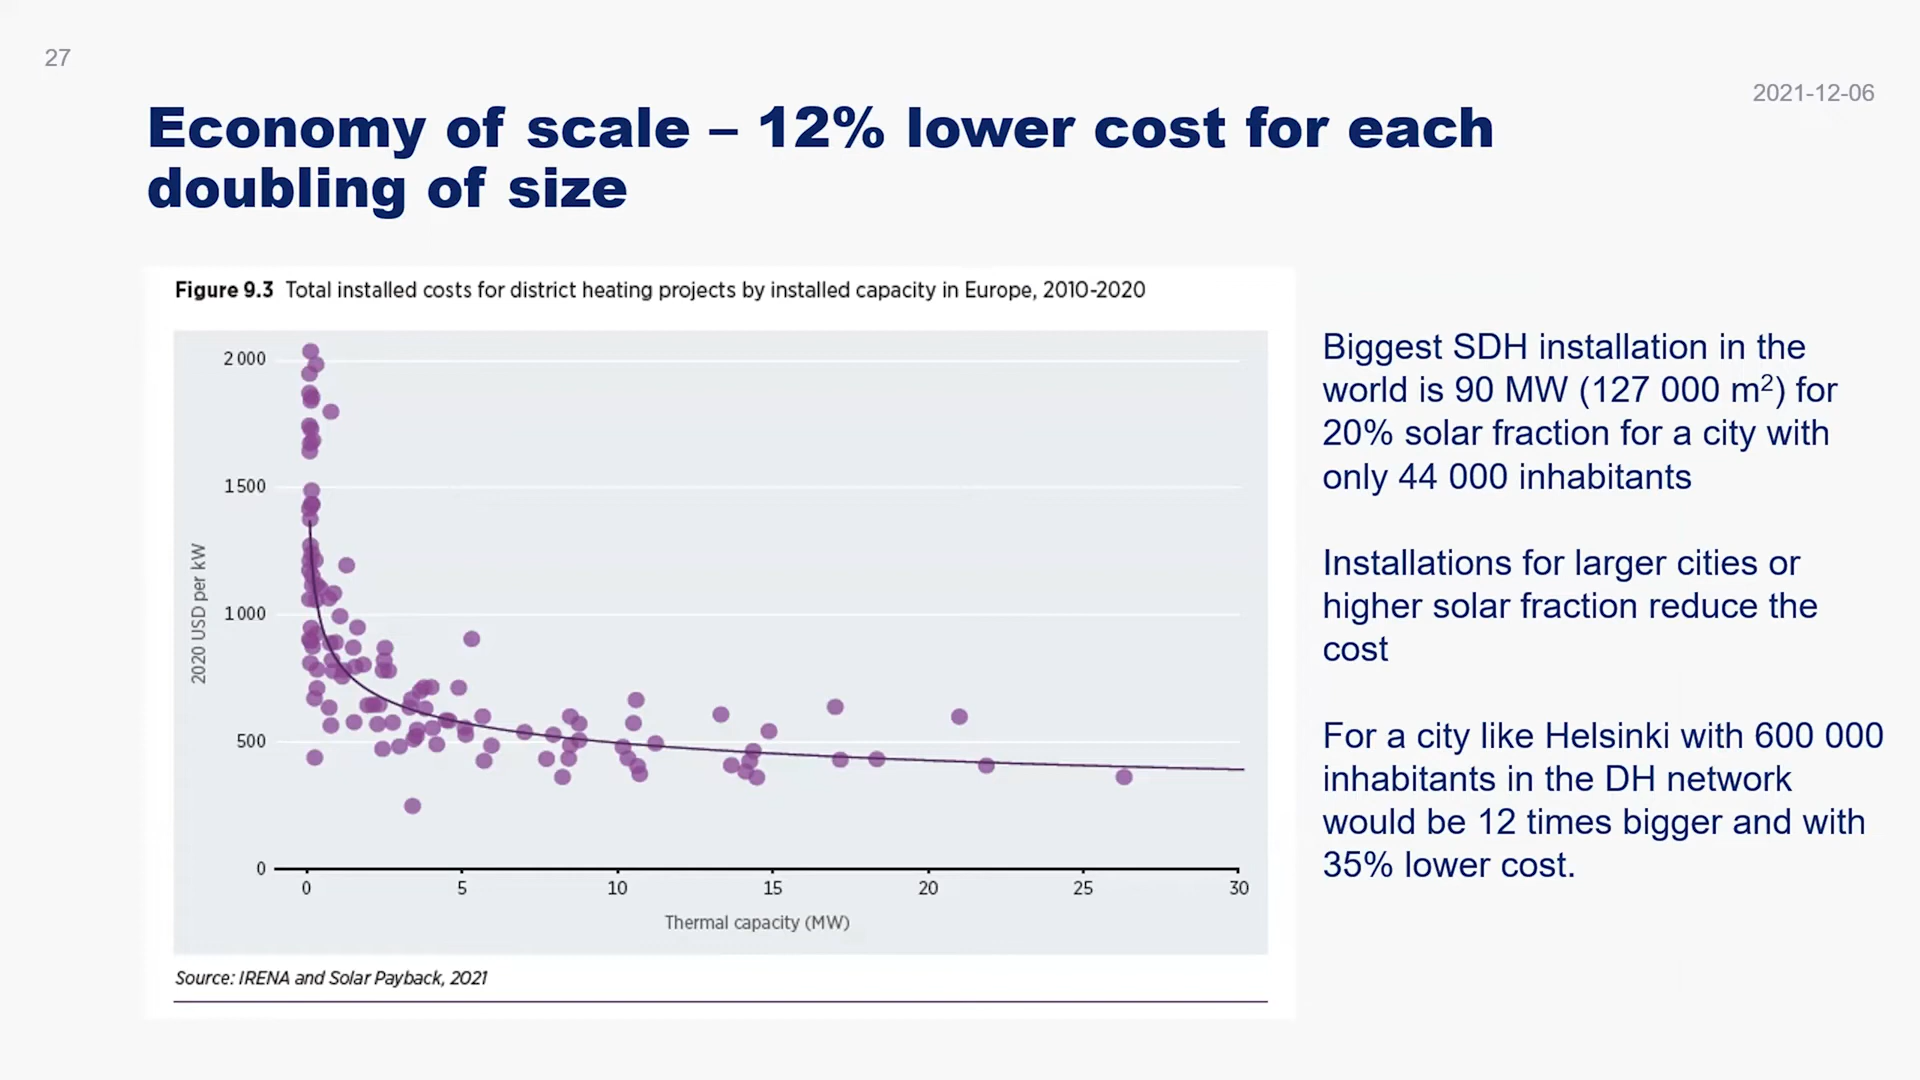 27
2021-12-06
Economy of scale – 12% lower cost for each
doubling of size
Figure 9.3 Total installed costs for district heating projects by installed capacity in Europe, 2010-2020
2 000
1 500
1 000
500
0
2020 USD per kW
0 5 10 15 20 25 30
Thermal capacity (MW)
Source: IRENA and Solar Payback, 2021
Biggest SDH installation in the
world is 90 MW (127 000 m²) for
20% solar fraction for a city with
only 44 000 inhabitants
Installations for larger cities or
higher solar fraction reduce the
cost
For a city like Helsinki with 600 000
inhabitants in the DH network
would be 12 times bigger and with
35% lower cost.